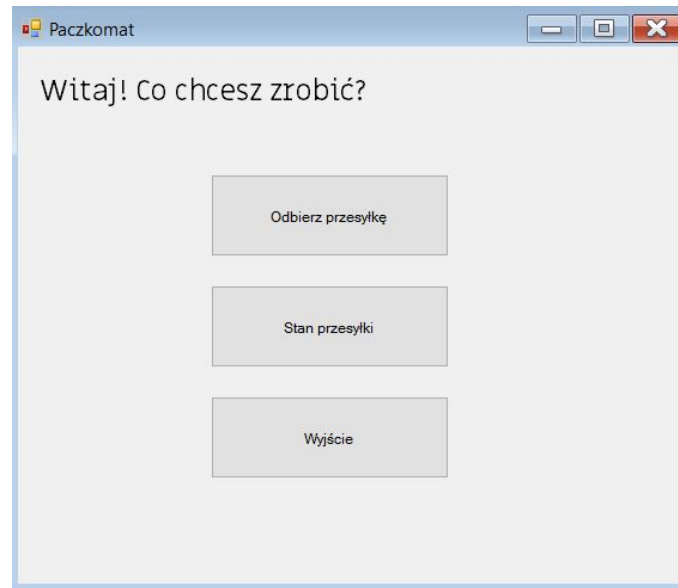 Paczkomat
Witaj! Co chcesz zrobić?
Odbierz przesyłkę
Stan przesyłki
Wyjście